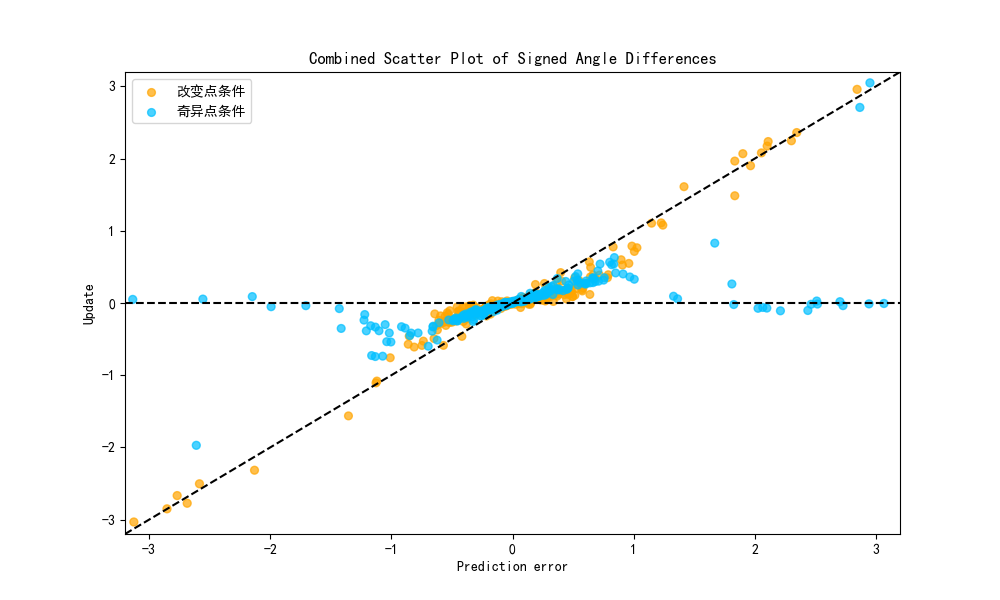 Combined Scatter Plot of Signed Angle Differences
改变点条件
奇异点条件
3
2
1
0
−1
−2
−3
Update
−3
−2
−1
0
1
2
3
Prediction error